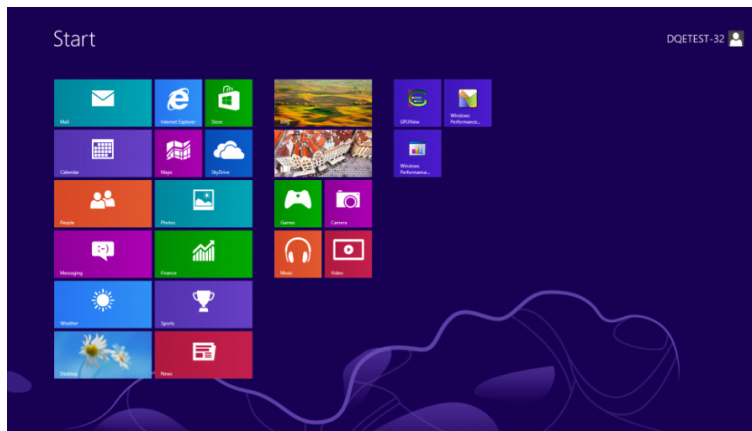 Start
DQETEST-32
Mail
Internet Explorer
Store
Bing
GPUView
Windows
Performance...
Calendar
Maps
SkyDrive
Windows
Performance...
People
Photos
Games
Camera
Messaging
:-)
Finance
Music
Video
Weather
Sports
Desktop
News